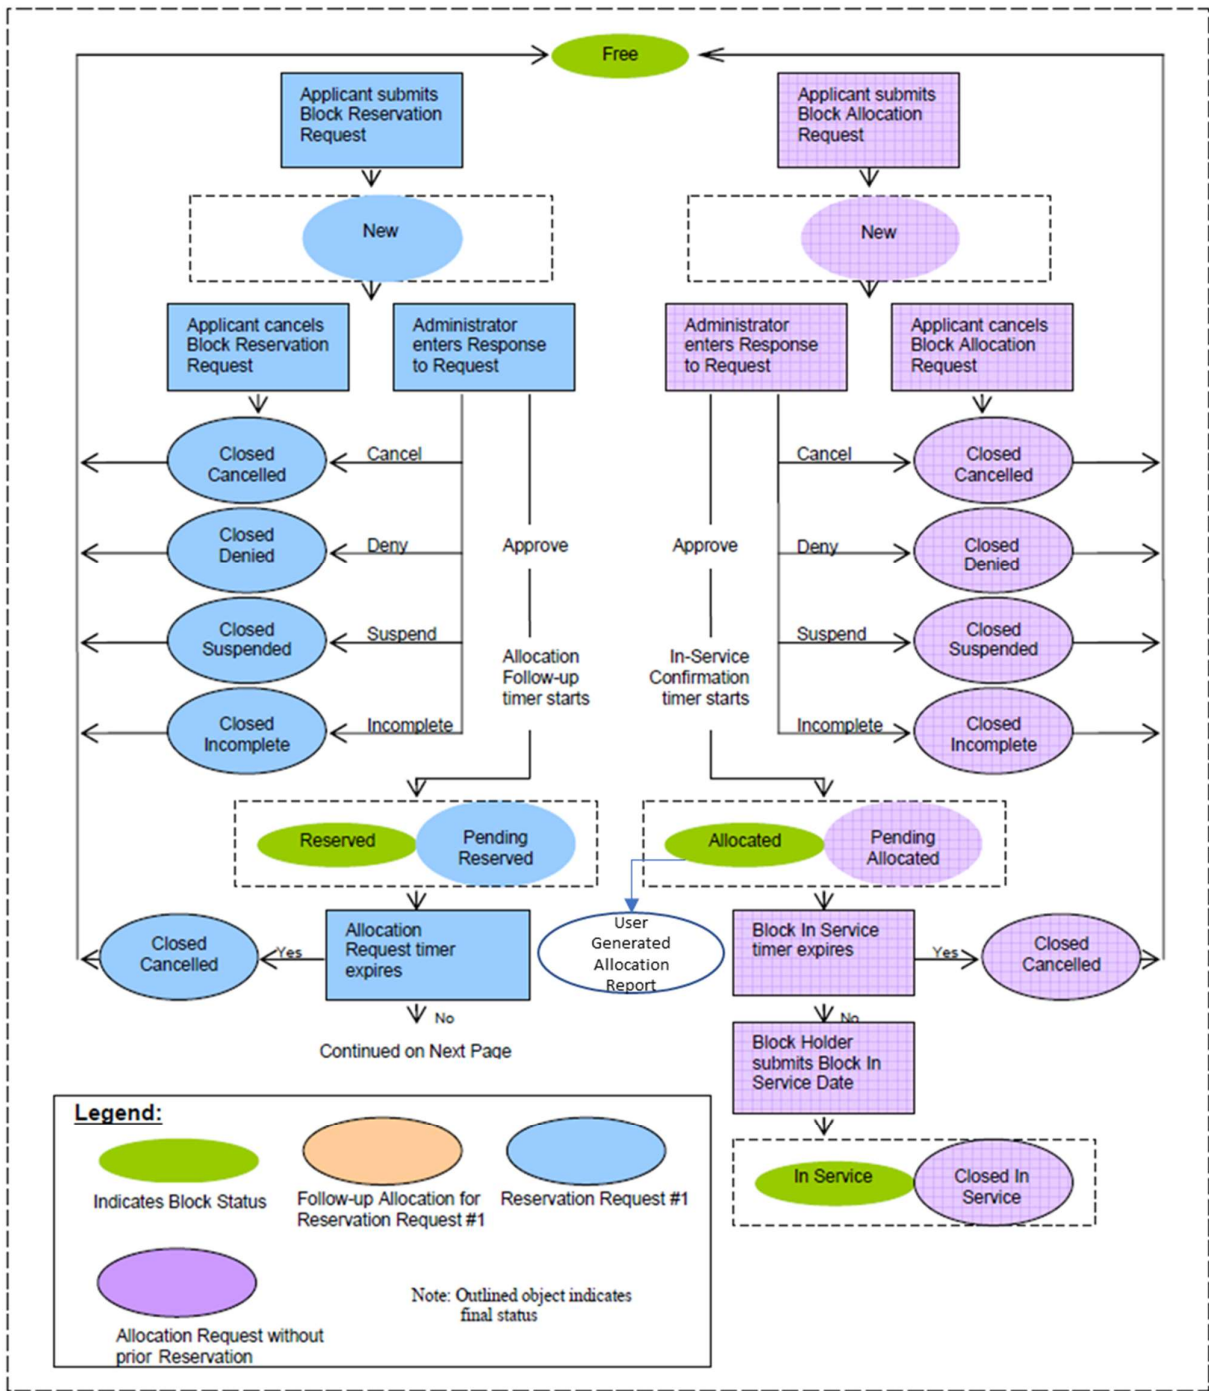 Free
Applicant submits
Block Reservation
Request
Applicant submits
Block Allocation
Request
New
New
Applicant cancels
Block Reservation
Request
Administrator
enters Response
to Request
Administrator
enters Response
to Request
Applicant cancels
Block Allocation
Request
Closed
Cancelled
Cancel
Cancel
Closed
Cancelled
Closed
Denied
Deny
Approve
Approve
Deny
Closed
Denied
Closed
Suspended
Suspend
Suspend
Closed
Suspended
Allocation
Follow-up
timer starts
In-Service
Confirmation
timer starts
Closed
Incomplete
Incomplete
Incomplete
Closed
Incomplete
Reserved
Pending
Reserved
Allocated
Pending
Allocated
Closed
Cancelled
Yes
Allocation
Request timer
expires
User
Generated
Allocation
Report
Block In Service
timer expires
Yes
Closed
Cancelled
No
No
Continued on Next Page
Block Holder
submits Block In
Service Date
In Service
Closed In
Service
Legend:
Indicates Block Status
Follow-up Allocation for
Reservation Request #1
Reservation Request #1
Allocation Request without
prior Reservation
Note: Outlined object indicates
final status